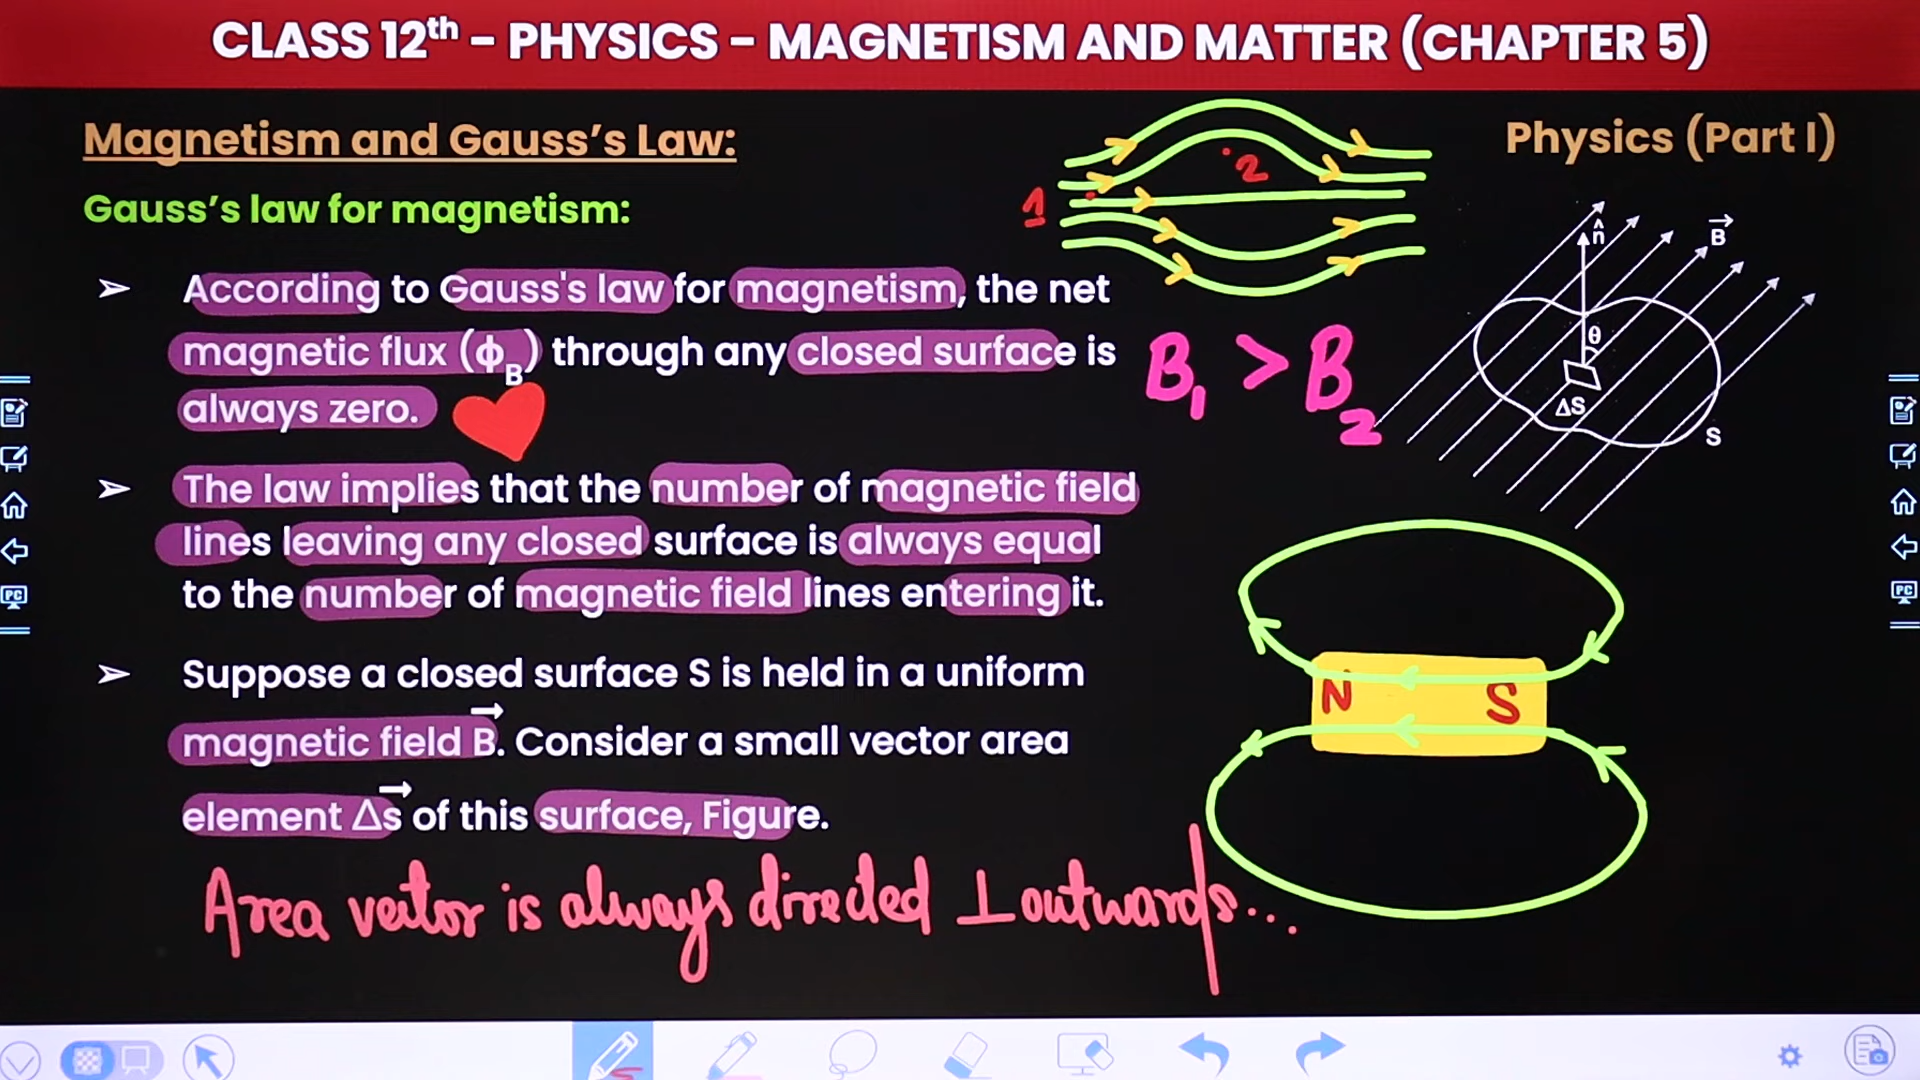 CLASS 12th - PHYSICS - MAGNETISM AND MATTER (CHAPTER 5)
Magnetism and Gauss's Law:
Physics (Part I)
Gauss's law for magnetism:
➢ According to Gauss's law for magnetism, the net
magnetic flux (ϕB) through any closed surface is
always zero.
➢ The law implies that the number of magnetic field
lines leaving any closed surface is always equal
to the number of magnetic field lines entering it.
➢ Suppose a closed surface S is held in a uniform
magnetic field B⃗. Consider a small vector area
element Δs⃗ of this surface, Figure.
Area vector is always directed ⊥ outwards...
1
2
B₁ > B₂
n̂
B⃗
θ
ΔS
S
N S
PC
PC